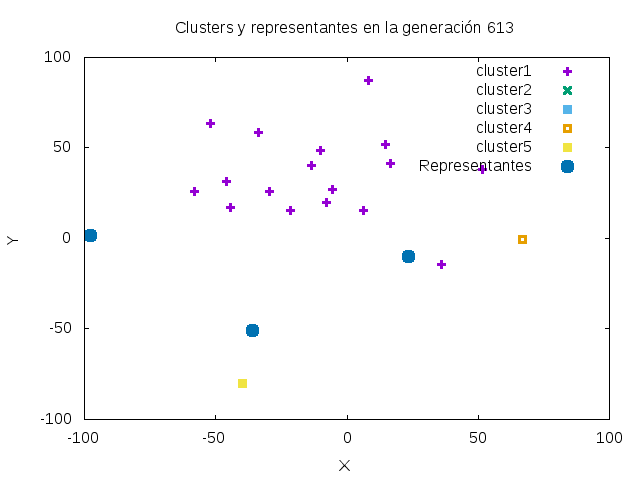 Clusters y representantes en la generación 613
100
50
0
-50
-100
-100 -50 0 50 100
Y
X
cluster1
cluster2
cluster3
cluster4
cluster5
Representantes